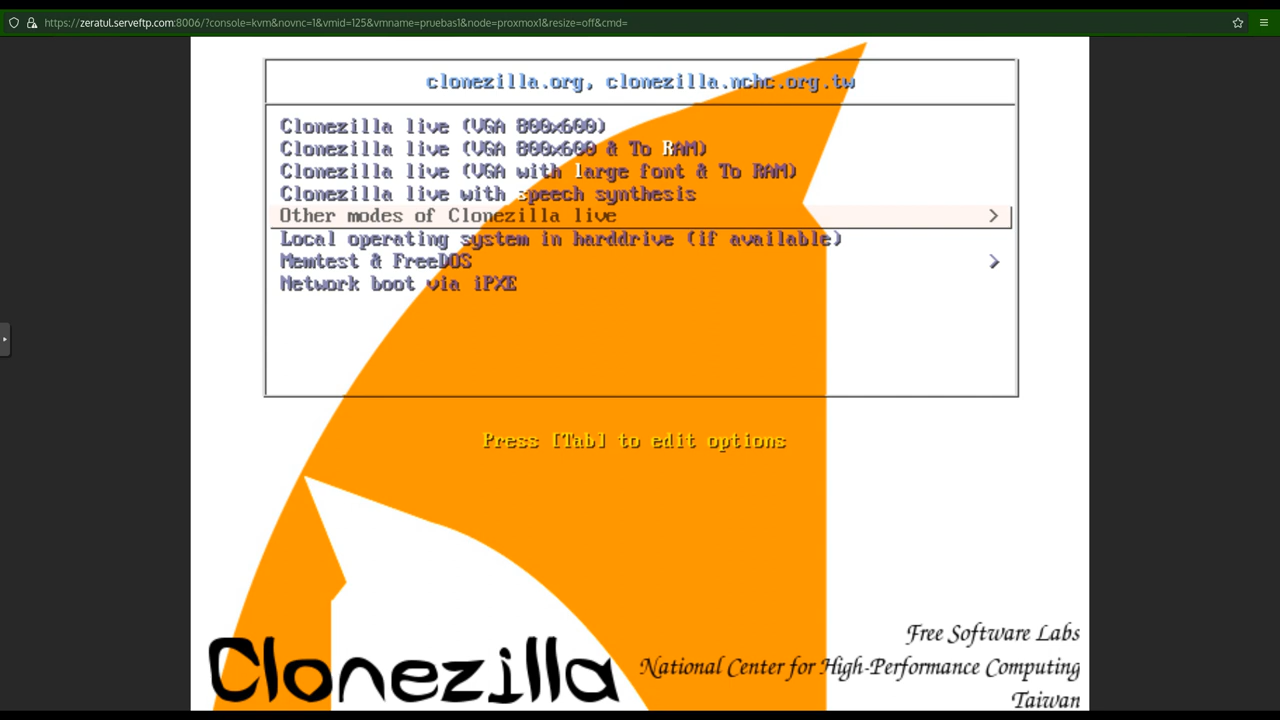 https://zeratul.serveftp.com:8006/?console=kvm&novnc=1&vmid=125&vmname=pruebas1&node=proxmox1&resize=off&cmd=
clonezilla.org, clonezilla.nchc.org.tw
Clonezilla live (VGA 800x600)
Clonezilla live (VGA 800x600 & To RAM)
Clonezilla live (VGA with large font & To RAM)
Clonezilla live with speech synthesis
Other modes of Clonezilla live >
Local operating system in harddrive (if available)
Memtest & FreeDOS >
Network boot via iPXE
Press [Tab] to edit options
Clonezilla
Free Software Labs
National Center for High-Performance Computing
Taiwan